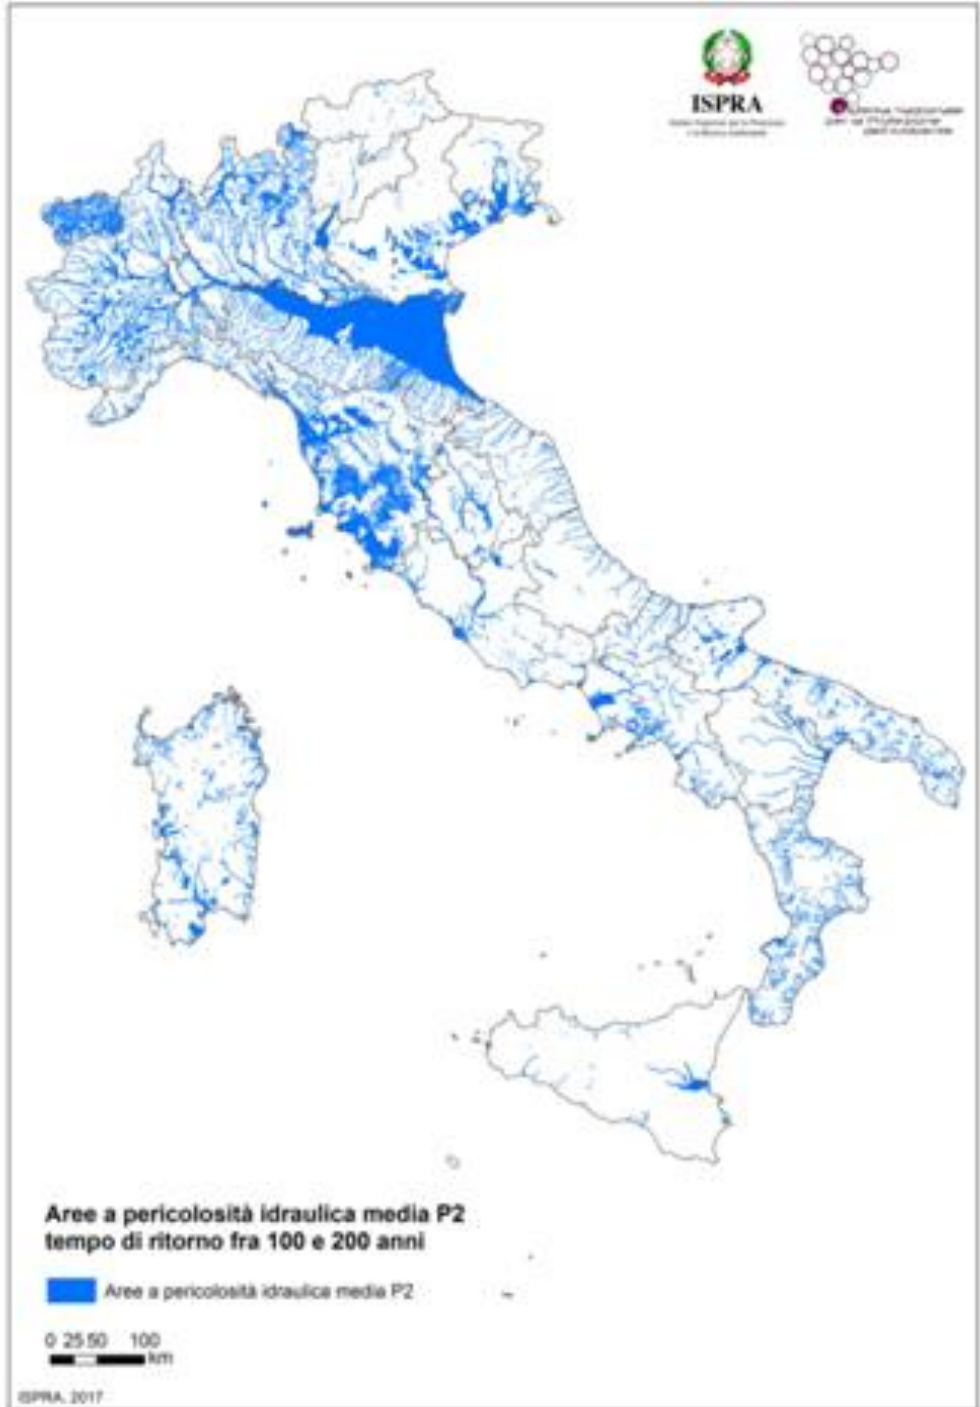 ISPRA
Aree a pericolosità idraulica media P2
tempo di ritorno fra 100 e 200 anni
Aree a pericolosità idraulica media P2
0 25 50 100
km
ISPRA, 2017